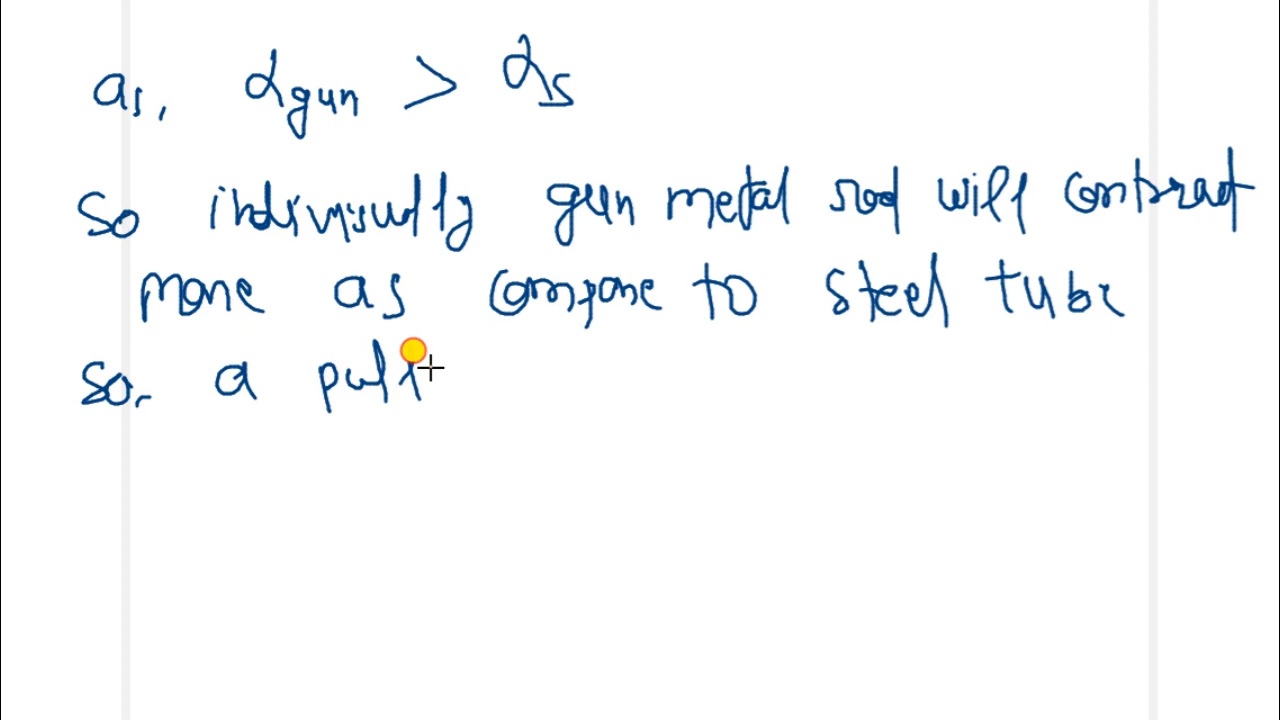 as, αgun > αs
So individually gun metal rod will contract
more as compare to steel tube
so, a pull